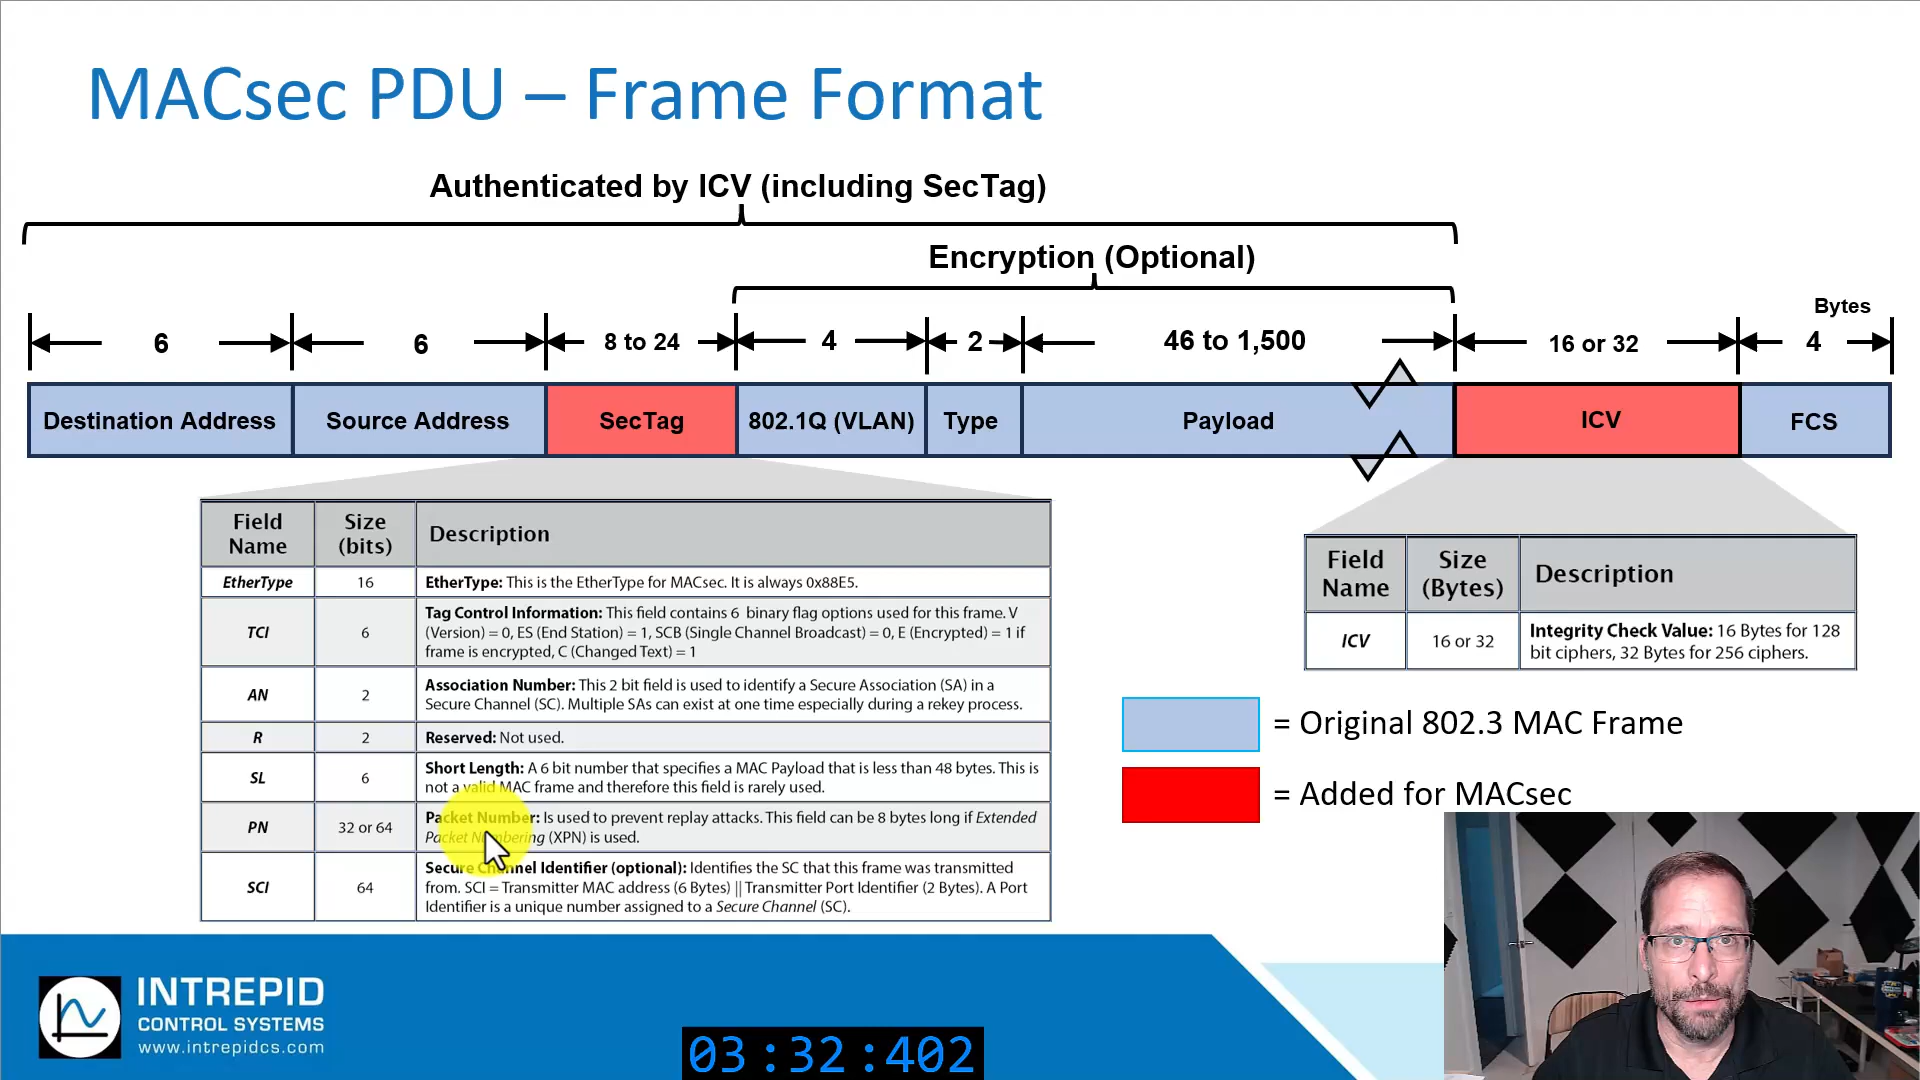 MACsec PDU – Frame Format
Authenticated by ICV (including SecTag)
Encryption (Optional)
Bytes
6
6
8 to 24
4
2
46 to 1,500
16 or 32
4
Destination Address
Source Address
SecTag
802.1Q (VLAN)
Type
Payload
ICV
FCS
Field Name
Size (bits)
Description
EtherType
16
EtherType: This is the EtherType for MACsec. It is always 0x88E5.
TCI
6
Tag Control Information: This field contains 6 binary flag options used for this frame. V
(Version) = 0, ES (End Station) = 1, SCB (Single Channel Broadcast) = 0, E (Encrypted) = 1 if
frame is encrypted, C (Changed Text) = 1
AN
2
Association Number: This 2 bit field is used to identify a Secure Association (SA) in a
Secure Channel (SC). Multiple SAs can exist at one time especially during a rekey process.
R
2
Reserved: Not used.
SL
6
Short Length: A 6 bit number that specifies a MAC Payload that is less than 48 bytes. This is
not a valid MAC frame and therefore this field is rarely used.
PN
32 or 64
Packet Number: Is used to prevent replay attacks. This field can be 8 bytes long if Extended
Packet Numbering (XPN) is used.
SCI
64
Secure Channel Identifier (optional): Identifies the SC that this frame was transmitted
from. SCI = Transmitter MAC address (6 Bytes) || Transmitter Port Identifier (2 Bytes). A Port
Identifier is a unique number assigned to a Secure Channel (SC).
Field Name
Size (Bytes)
Description
ICV
16 or 32
Integrity Check Value: 16 Bytes for 128
bit ciphers, 32 Bytes for 256 ciphers.
= Original 802.3 MAC Frame
= Added for MACsec
INTREPID
CONTROL SYSTEMS
www.intrepidcs.com
03:32:402